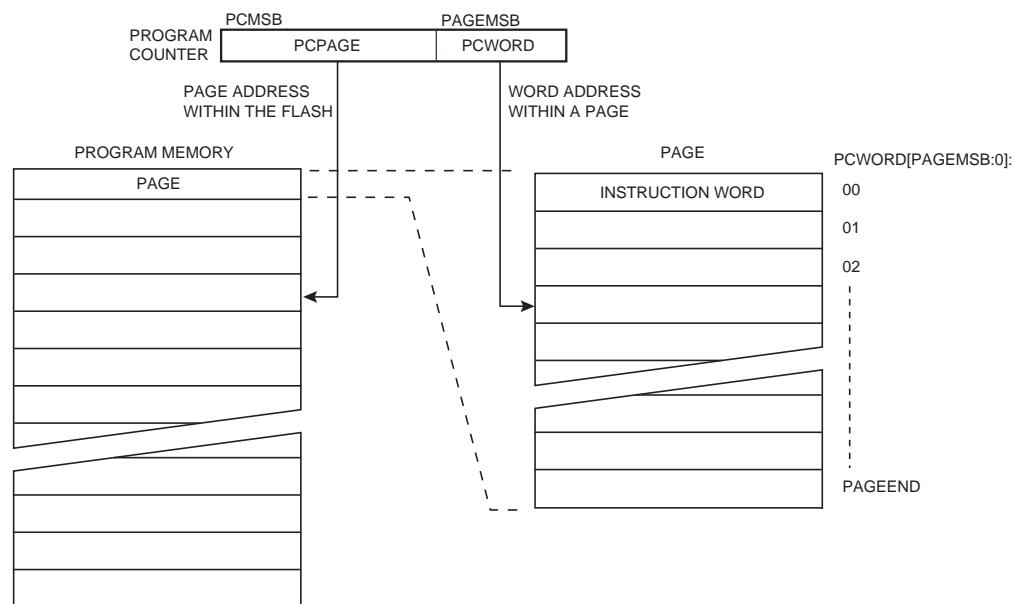 PCMSB
PAGEMSB
PROGRAM
COUNTER
PCPAGE
PCWORD
PAGE ADDRESS
WITHIN THE FLASH
WORD ADDRESS
WITHIN A PAGE
PROGRAM MEMORY
PAGE
PAGE
PCWORD[PAGEMSB:0]:
INSTRUCTION WORD
00
01
02
PAGEEND